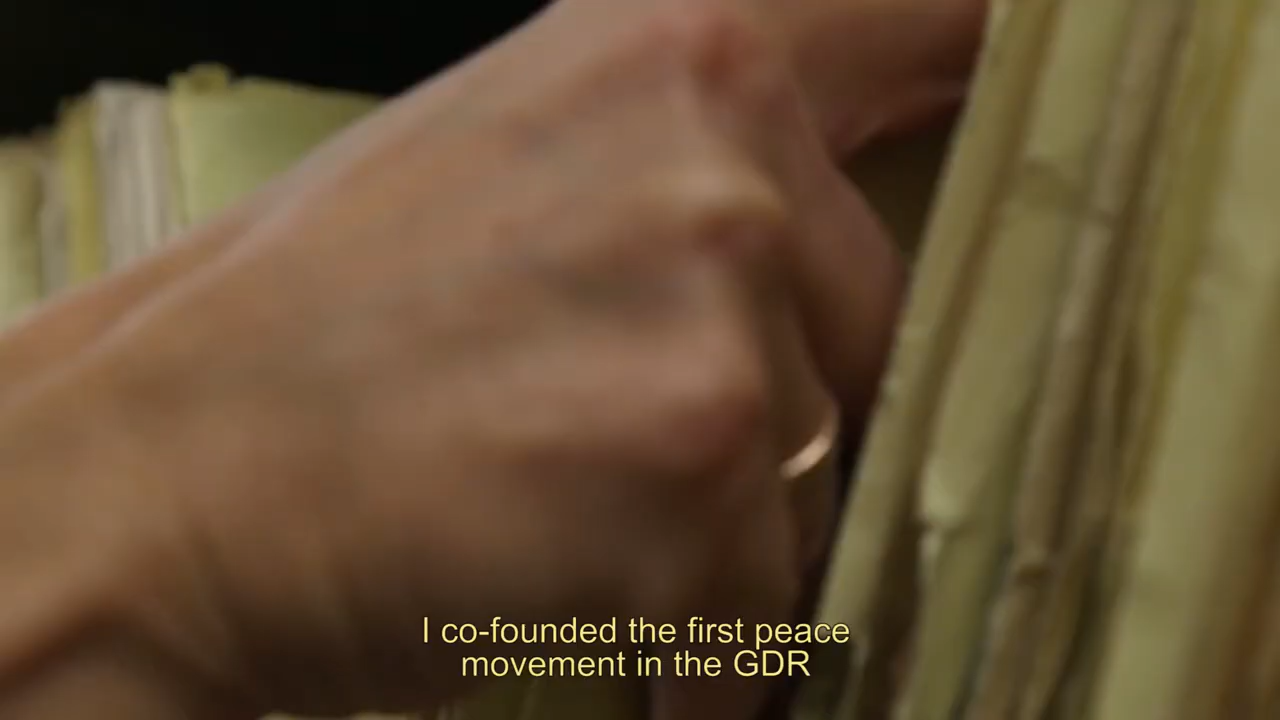 I co-founded the first peace
movement in the GDR